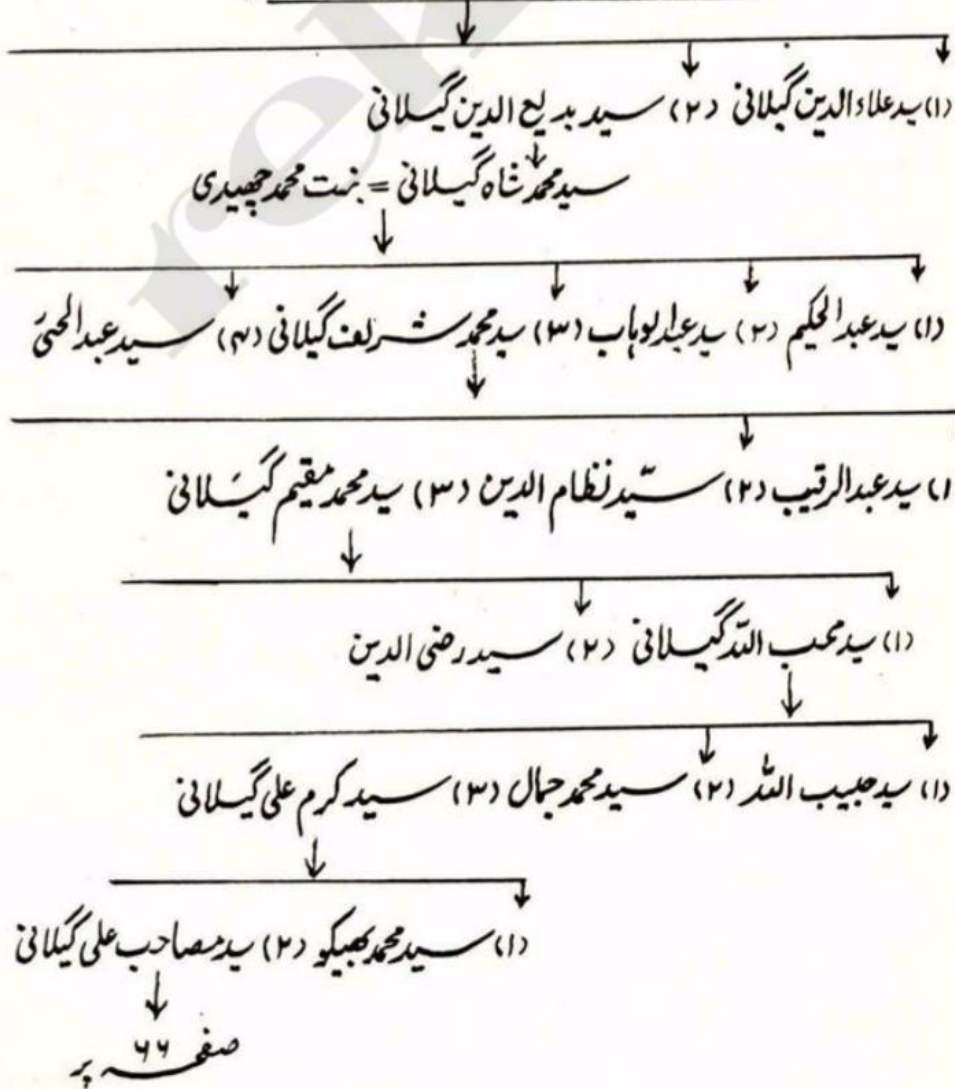 (۱) سید علاء الدین گیلانی (۲) سید بدیع الدین گیلانی
سید محمد شاہ گیلانی = بنت محمد چھیدی
(۱) سید عبد الحکیم (۲) سید عبد الوہاب (۳) سید محمد شریف گیلانی (۴) سید عبد الحئی
(۱) سید عبد الرقیب (۲) سیّد نظام الدین (۳) سید محمد مقیم گیلانی
(۱) سید محب اللہ گیلانی (۲) سید رضی الدین
(۱) سید حبیب اللہ (۲) سید محمد جمال (۳) سید کرم علی گیلانی
(۱) سید محمد بھیکو (۲) سید مصاحب علی گیلانی
صفحہ ۶۶ پر